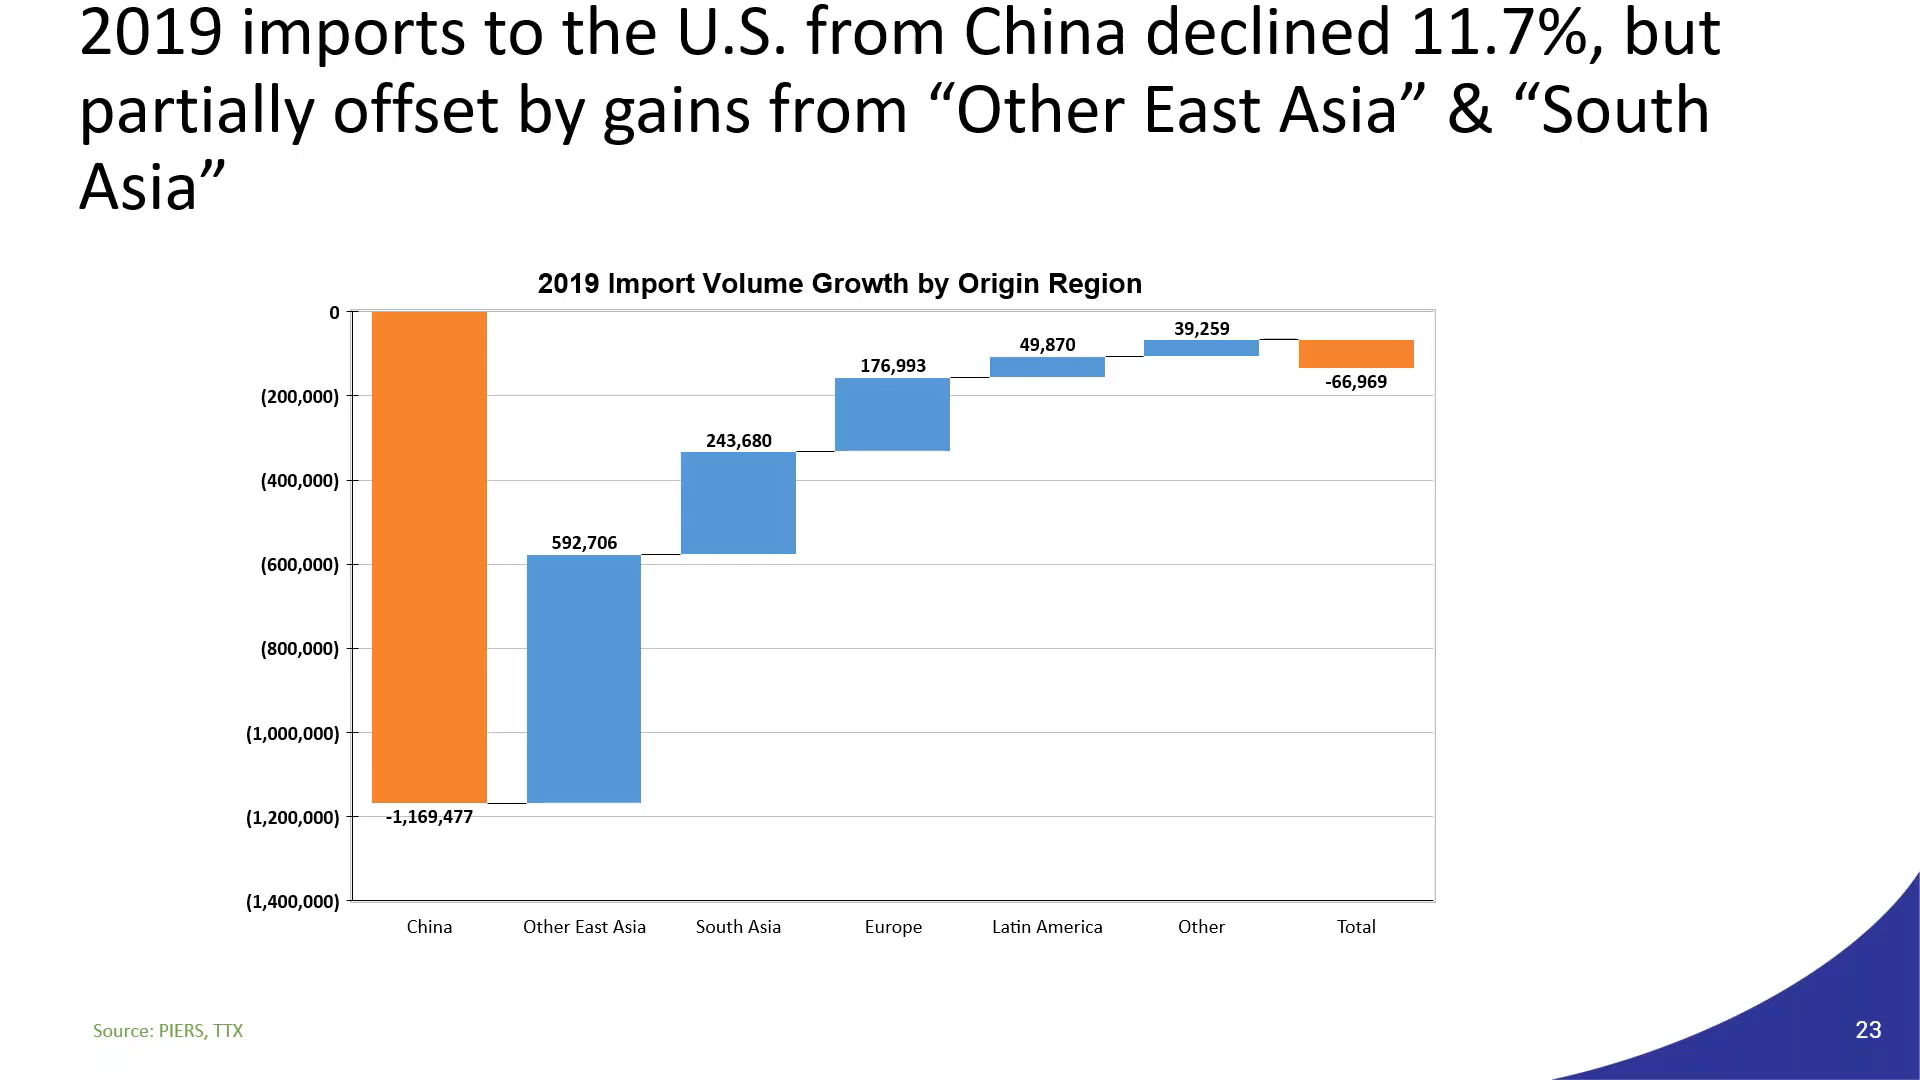 2019 imports to the U.S. from China declined 11.7%, but
partially offset by gains from “Other East Asia” & “South
Asia”
2019 Import Volume Growth by Origin Region
0
(200,000)
(400,000)
(600,000)
(800,000)
(1,000,000)
(1,200,000)
(1,400,000)
-1,169,477
592,706
243,680
176,993
49,870
39,259
-66,969
China Other East Asia South Asia Europe Latin America Other Total
Source: PIERS, TTX
23